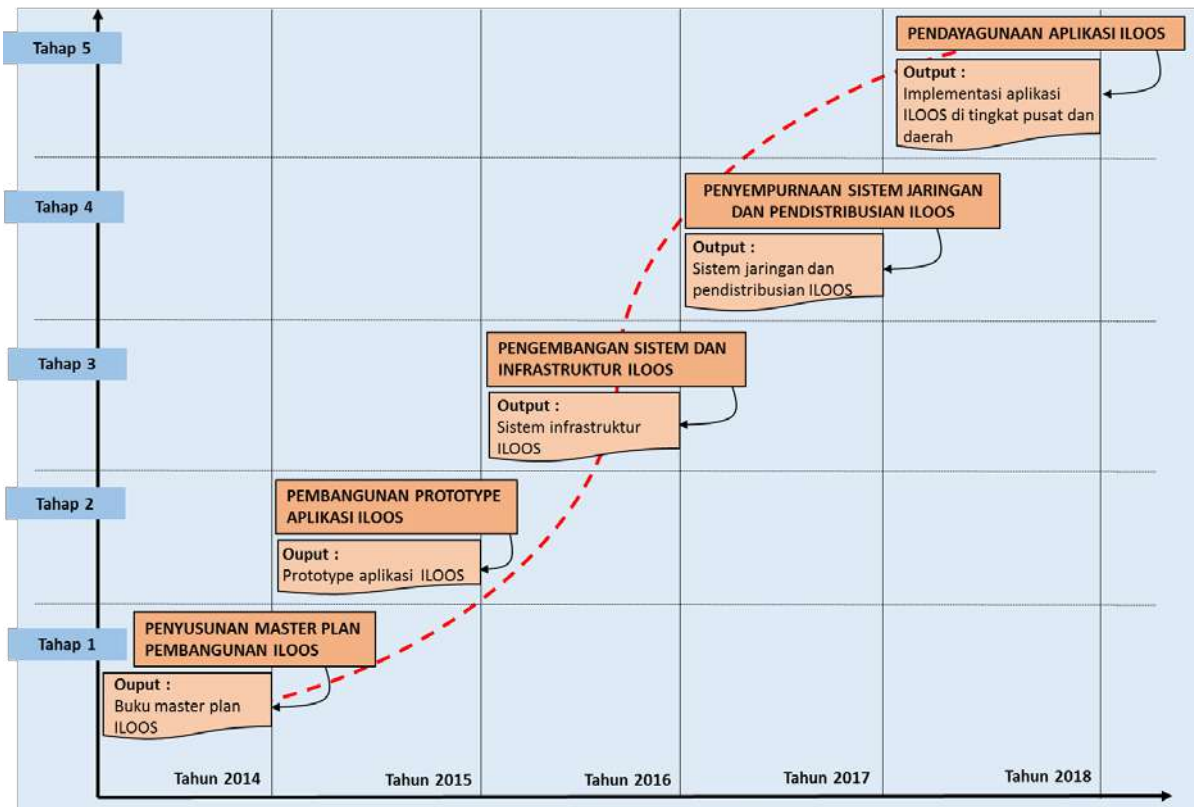 Tahap 5
PENDAYAGUNAAN APLIKASI ILOOS
Output :
Implementasi aplikasi
ILOOS di tingkat pusat dan
daerah
Tahap 4
PENYEMPURNAAN SISTEM JARINGAN
DAN PENDISTRIBUSIAN ILOOS
Output :
Sistem jaringan dan
pendistribusian ILOOS
Tahap 3
PENGEMBANGAN SISTEM DAN
INFRASTRUKTUR ILOOS
Output :
Sistem infrastruktur
ILOOS
Tahap 2
PEMBANGUNAN PROTOTYPE
APLIKASI ILOOS
Ouput :
Prototype aplikasi ILOOS
Tahap 1
PENYUSUNAN MASTER PLAN
PEMBANGUNAN ILOOS
Ouput :
Buku master plan
ILOOS
Tahun 2014
Tahun 2015
Tahun 2016
Tahun 2017
Tahun 2018